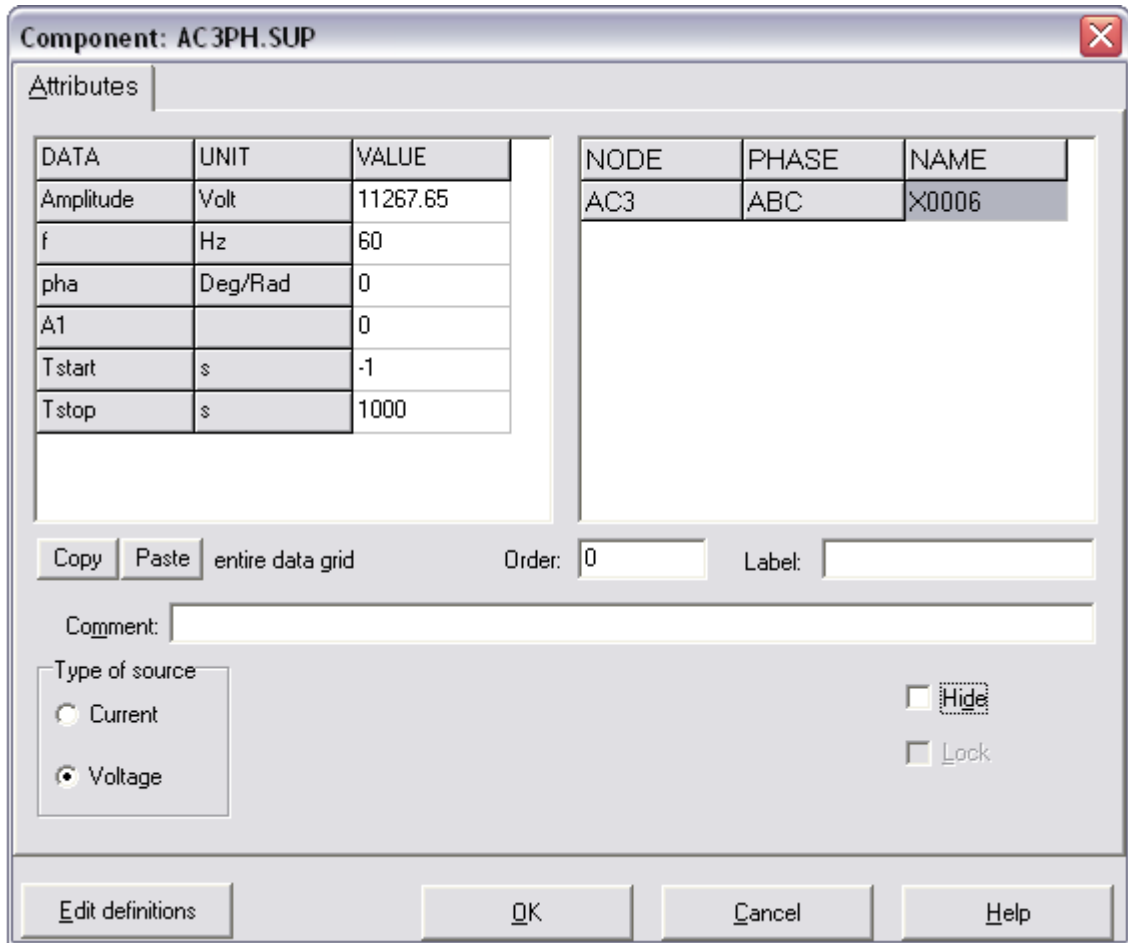 Component: AC3PH.SUP
Attributes
DATA UNIT VALUE
Amplitude Volt 11267.65
f Hz 60
pha Deg/Rad 0
A1 0
Tstart s -1
Tstop s 1000
NODE PHASE NAME
AC3 ABC X0006
Copy Paste entire data grid Order: 0 Label:
Comment:
Type of source
Current
Voltage
Hide
Lock
Edit definitions OK Cancel Help